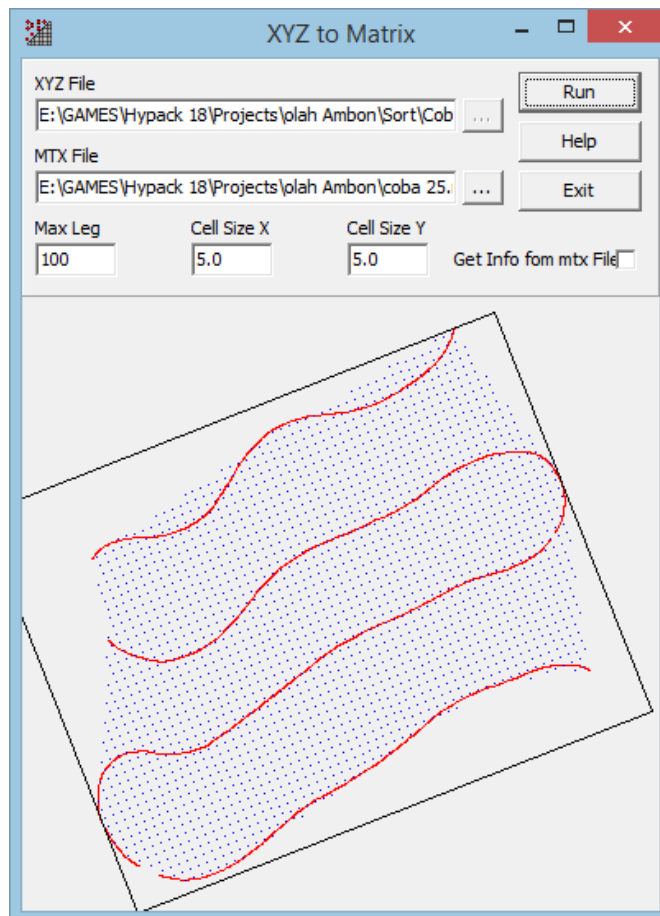 XYZ to Matrix
XYZ File
E:\GAMES\Hypack 18\Projects\olah Ambon\Sort\Cob
...
Run
Help
MTX File
E:\GAMES\Hypack 18\Projects\olah Ambon\coba 25.
...
Exit
Max Leg
Cell Size X
Cell Size Y
100
5.0
5.0
Get Info fom mtx File